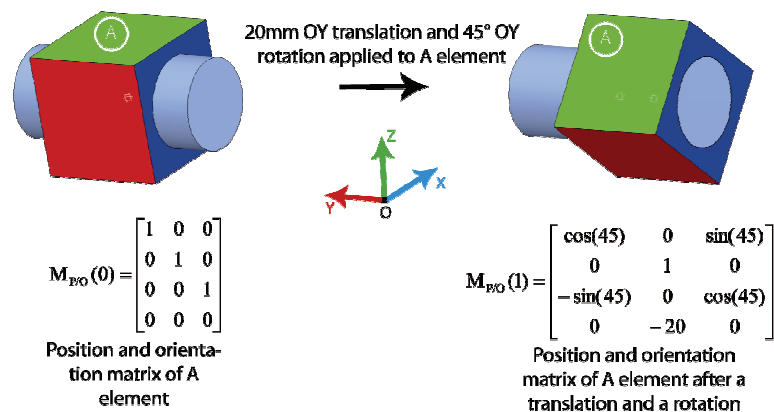 A
20mm OY translation and 45° OY
rotation applied to A element
A
Z
X
Y
O
M_P/O (0) = [1 0 0
0 1 0
0 0 1
0 0 0]
M_P/O (1) = [cos(45) 0 sin(45)
0 1 0
−sin(45) 0 cos(45)
0 −20 0]
Position and orienta-
tion matrix of A
element
Position and orientation
matrix of A element after a
translation and a rotation